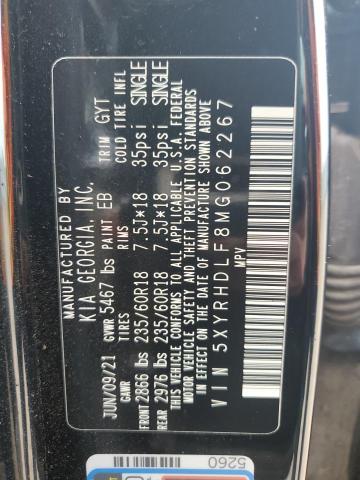 MANUFACTURED BY
KIA GEORGIA, INC.
JUN/09/21 GVWR 5467 lbs PAINT EB TRIM GYT
GAWR TIRES RIMS COLD TIRE INFL
FRONT 2866 lbs 235/60R18 7.5J*18 35psi SINGLE
REAR 2976 lbs 235/60R18 7.5J*18 35psi SINGLE
THIS VEHICLE CONFORMS TO ALL APPLICABLE U.S.A. FEDERAL
MOTOR VEHICLE SAFETY AND THEFT PREVENTION STANDARDS
IN EFFECT ON THE DATE OF MANUFACTURE SHOWN ABOVE
VIN 5XYRHDLF8MG062267
MPV
5260